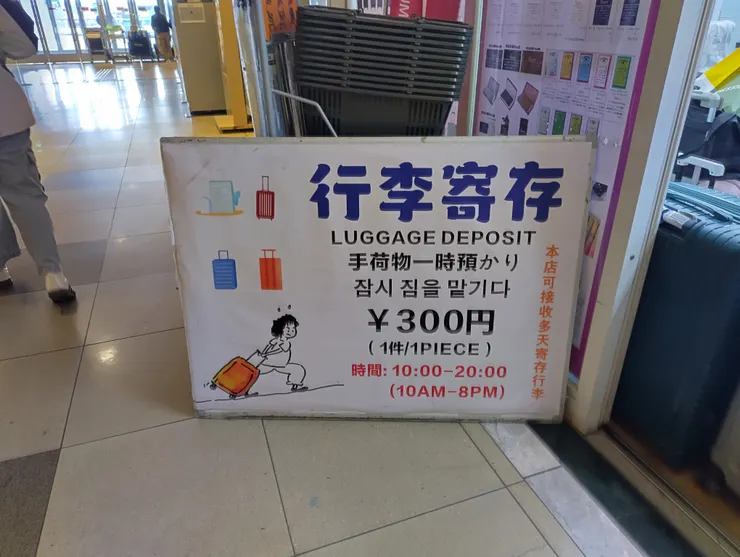 行李寄存
LUGGAGE DEPOSIT
手荷物一時預かり
잠시 짐을 맡기다
¥300円
(1件/1PIECE)
時間: 10:00-20:00
(10AM-8PM)
本店可接收多天寄存行李